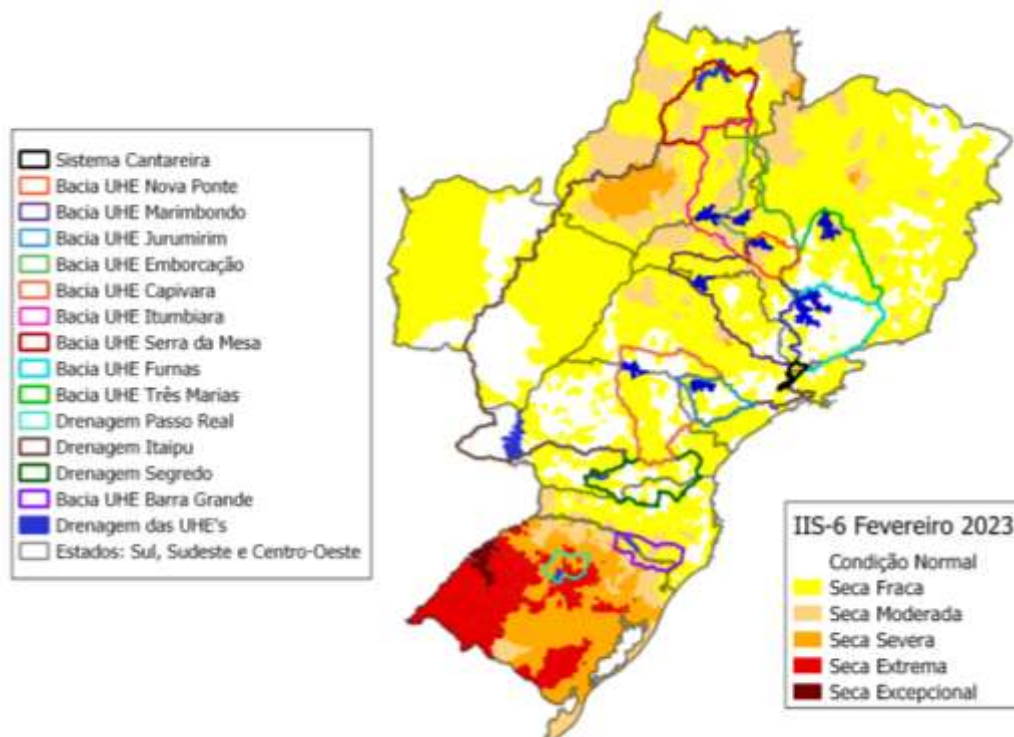 Sistema Cantareira
Bacia UHE Nova Ponte
Bacia UHE Marimbondo
Bacia UHE Jurumirim
Bacia UHE Emborcação
Bacia UHE Capivara
Bacia UHE Itumbiara
Bacia UHE Serra da Mesa
Bacia UHE Furnas
Bacia UHE Três Marias
Drenagem Passo Real
Drenagem Itaipu
Drenagem Segredo
Bacia UHE Barra Grande
Drenagem das UHE's
Estados: Sul, Sudeste e Centro-Oeste
IIS-6 Fevereiro 2023
Condição Normal
Seca Fraca
Seca Moderada
Seca Severa
Seca Extrema
Seca Excepcional